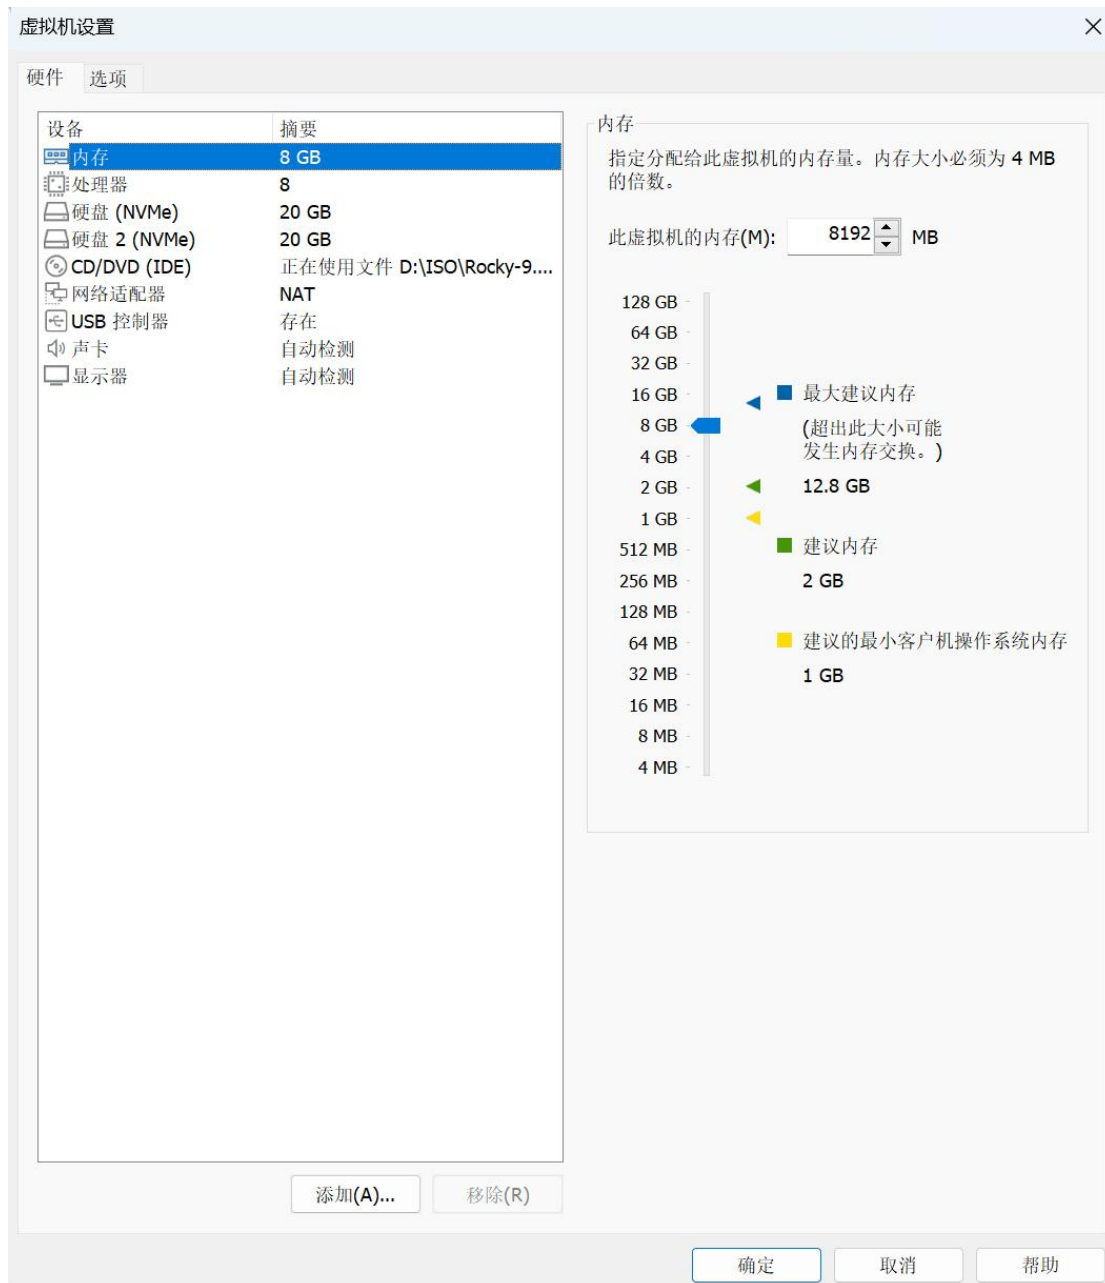 虚拟机设置
硬件 选项
设备 摘要
内存 8 GB
处理器 8
硬盘 (NVMe) 20 GB
硬盘 2 (NVMe) 20 GB
CD/DVD (IDE) 正在使用文件 D:\ISO\Rocky-9....
网络适配器 NAT
USB 控制器 存在
声卡 自动检测
显示器 自动检测
添加(A)... 移除(R)
内存
指定分配给此虚拟机的内存量。内存大小必须为 4 MB
的倍数。
此虚拟机的内存(M): 8192 MB
128 GB
64 GB
32 GB
16 GB
8 GB
4 GB
2 GB
1 GB
512 MB
256 MB
128 MB
64 MB
32 MB
16 MB
8 MB
4 MB
最大建议内存
(超出此大小可能
发生内存交换。)
12.8 GB
建议内存
2 GB
建议的最小客户机操作系统内存
1 GB
确定 取消 帮助